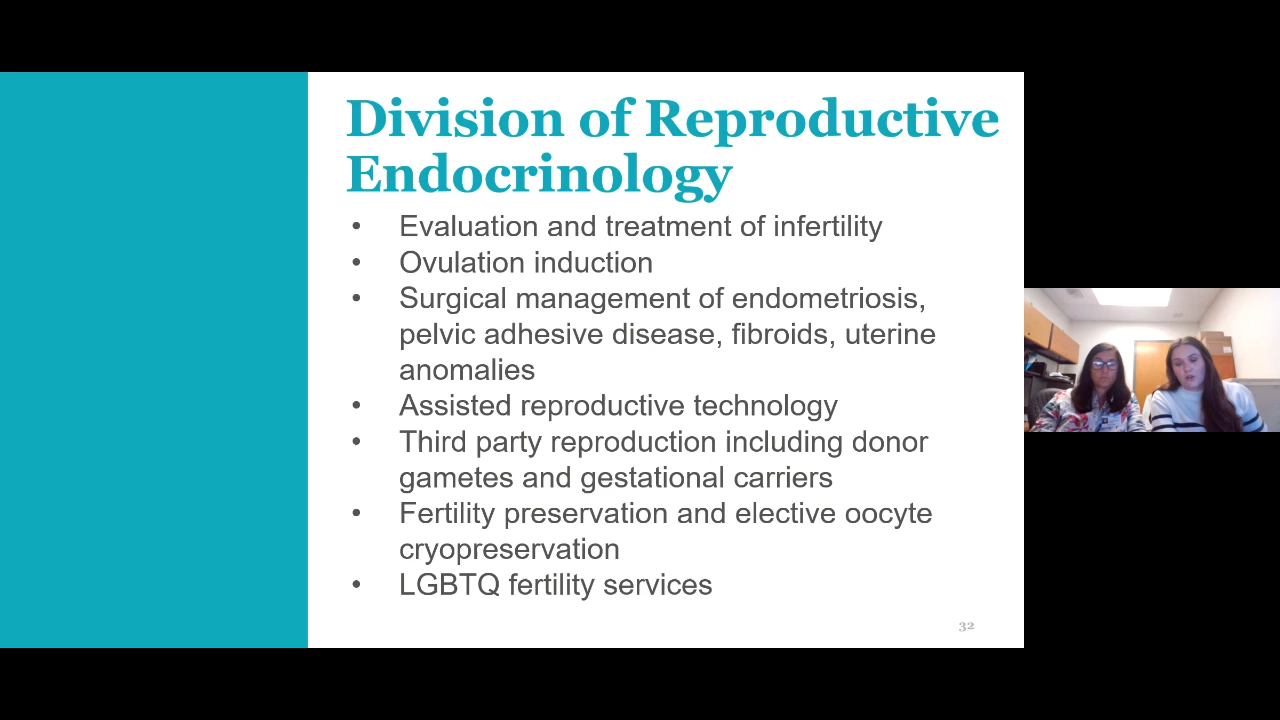 Division of Reproductive
Endocrinology
• Evaluation and treatment of infertility
• Ovulation induction
• Surgical management of endometriosis,
pelvic adhesive disease, fibroids, uterine
anomalies
• Assisted reproductive technology
• Third party reproduction including donor
gametes and gestational carriers
• Fertility preservation and elective oocyte
cryopreservation
• LGBTQ fertility services
32